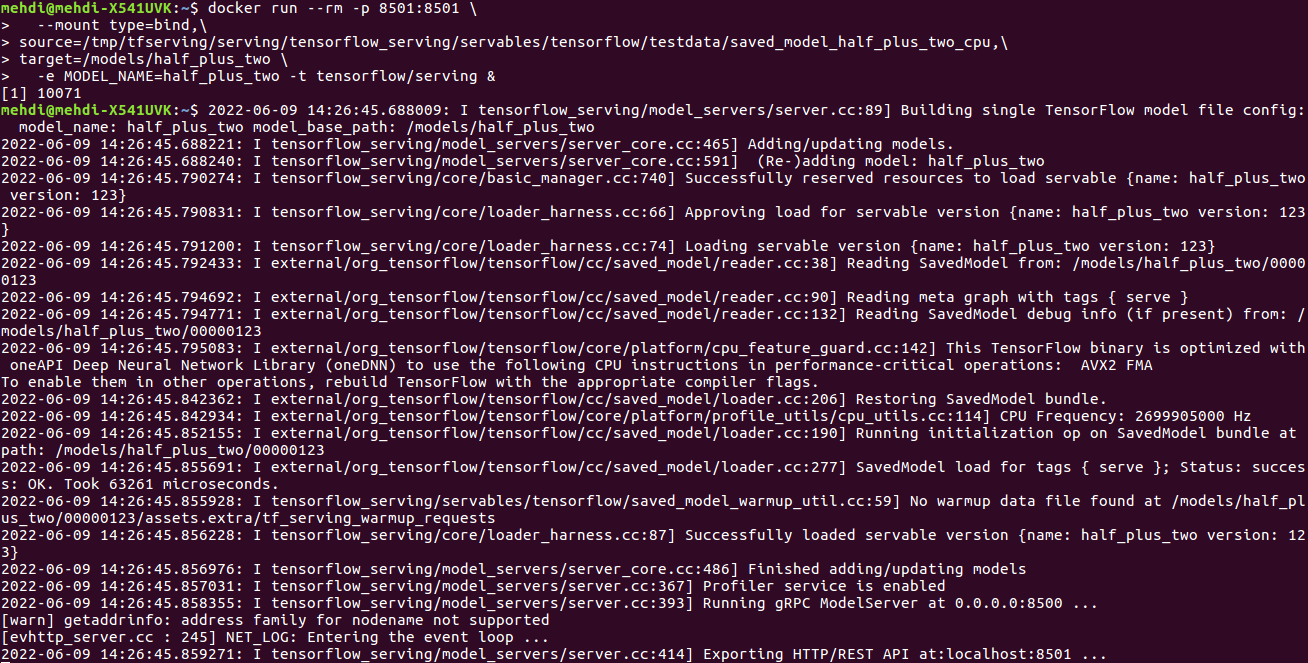 mehdi@mehdi-X541UVK:~$ docker run --rm -p 8501:8501 \
>   --mount type=bind,\
> source=/tmp/tfserving/serving/tensorflow_serving/servables/tensorflow/testdata/saved_model_half_plus_two_cpu,\
> target=/models/half_plus_two \
>   -e MODEL_NAME=half_plus_two -t tensorflow/serving &
[1] 10071
mehdi@mehdi-X541UVK:~$ 2022-06-09 14:26:45.688009: I tensorflow_serving/model_servers/server.cc:89] Building single TensorFlow model file config:
  model_name: half_plus_two model_base_path: /models/half_plus_two
2022-06-09 14:26:45.688221: I tensorflow_serving/model_servers/server_core.cc:465] Adding/updating models.
2022-06-09 14:26:45.688240: I tensorflow_serving/model_servers/server_core.cc:591]  (Re-)adding model: half_plus_two
2022-06-09 14:26:45.790274: I tensorflow_serving/core/basic_manager.cc:740] Successfully reserved resources to load servable {name: half_plus_two
 version: 123}
2022-06-09 14:26:45.790831: I tensorflow_serving/core/loader_harness.cc:66] Approving load for servable version {name: half_plus_two version: 123
}
2022-06-09 14:26:45.791200: I tensorflow_serving/core/loader_harness.cc:74] Loading servable version {name: half_plus_two version: 123}
2022-06-09 14:26:45.792433: I external/org_tensorflow/tensorflow/cc/saved_model/reader.cc:38] Reading SavedModel from: /models/half_plus_two/0000
0123
2022-06-09 14:26:45.794692: I external/org_tensorflow/tensorflow/cc/saved_model/reader.cc:90] Reading meta graph with tags { serve }
2022-06-09 14:26:45.794771: I external/org_tensorflow/tensorflow/cc/saved_model/reader.cc:132] Reading SavedModel debug info (if present) from: /
models/half_plus_two/00000123
2022-06-09 14:26:45.795083: I external/org_tensorflow/tensorflow/core/platform/cpu_feature_guard.cc:142] This TensorFlow binary is optimized with
 oneAPI Deep Neural Network Library (oneDNN) to use the following CPU instructions in performance-critical operations:  AVX2 FMA
To enable them in other operations, rebuild TensorFlow with the appropriate compiler flags.
2022-06-09 14:26:45.842362: I external/org_tensorflow/tensorflow/cc/saved_model/loader.cc:206] Restoring SavedModel bundle.
2022-06-09 14:26:45.842934: I external/org_tensorflow/tensorflow/core/platform/profile_utils/cpu_utils.cc:114] CPU Frequency: 2699905000 Hz
2022-06-09 14:26:45.852155: I external/org_tensorflow/tensorflow/cc/saved_model/loader.cc:190] Running initialization op on SavedModel bundle at
path: /models/half_plus_two/00000123
2022-06-09 14:26:45.855691: I external/org_tensorflow/tensorflow/cc/saved_model/loader.cc:277] SavedModel load for tags { serve }; Status: succes
s: OK. Took 63261 microseconds.
2022-06-09 14:26:45.855928: I tensorflow_serving/servables/tensorflow/saved_model_warmup_util.cc:59] No warmup data file found at /models/half_pl
us_two/00000123/assets.extra/tf_serving_warmup_requests
2022-06-09 14:26:45.856228: I tensorflow_serving/core/loader_harness.cc:87] Successfully loaded servable version {name: half_plus_two version: 12
3}
2022-06-09 14:26:45.856976: I tensorflow_serving/model_servers/server_core.cc:486] Finished adding/updating models
2022-06-09 14:26:45.857031: I tensorflow_serving/model_servers/server.cc:367] Profiler service is enabled
2022-06-09 14:26:45.858355: I tensorflow_serving/model_servers/server.cc:393] Running gRPC ModelServer at 0.0.0.0:8500 ...
[warn] getaddrinfo: address family for nodename not supported
[evhttp_server.cc : 245] NET_LOG: Entering the event loop ...
2022-06-09 14:26:45.859271: I tensorflow_serving/model_servers/server.cc:414] Exporting HTTP/REST API at:localhost:8501 ...